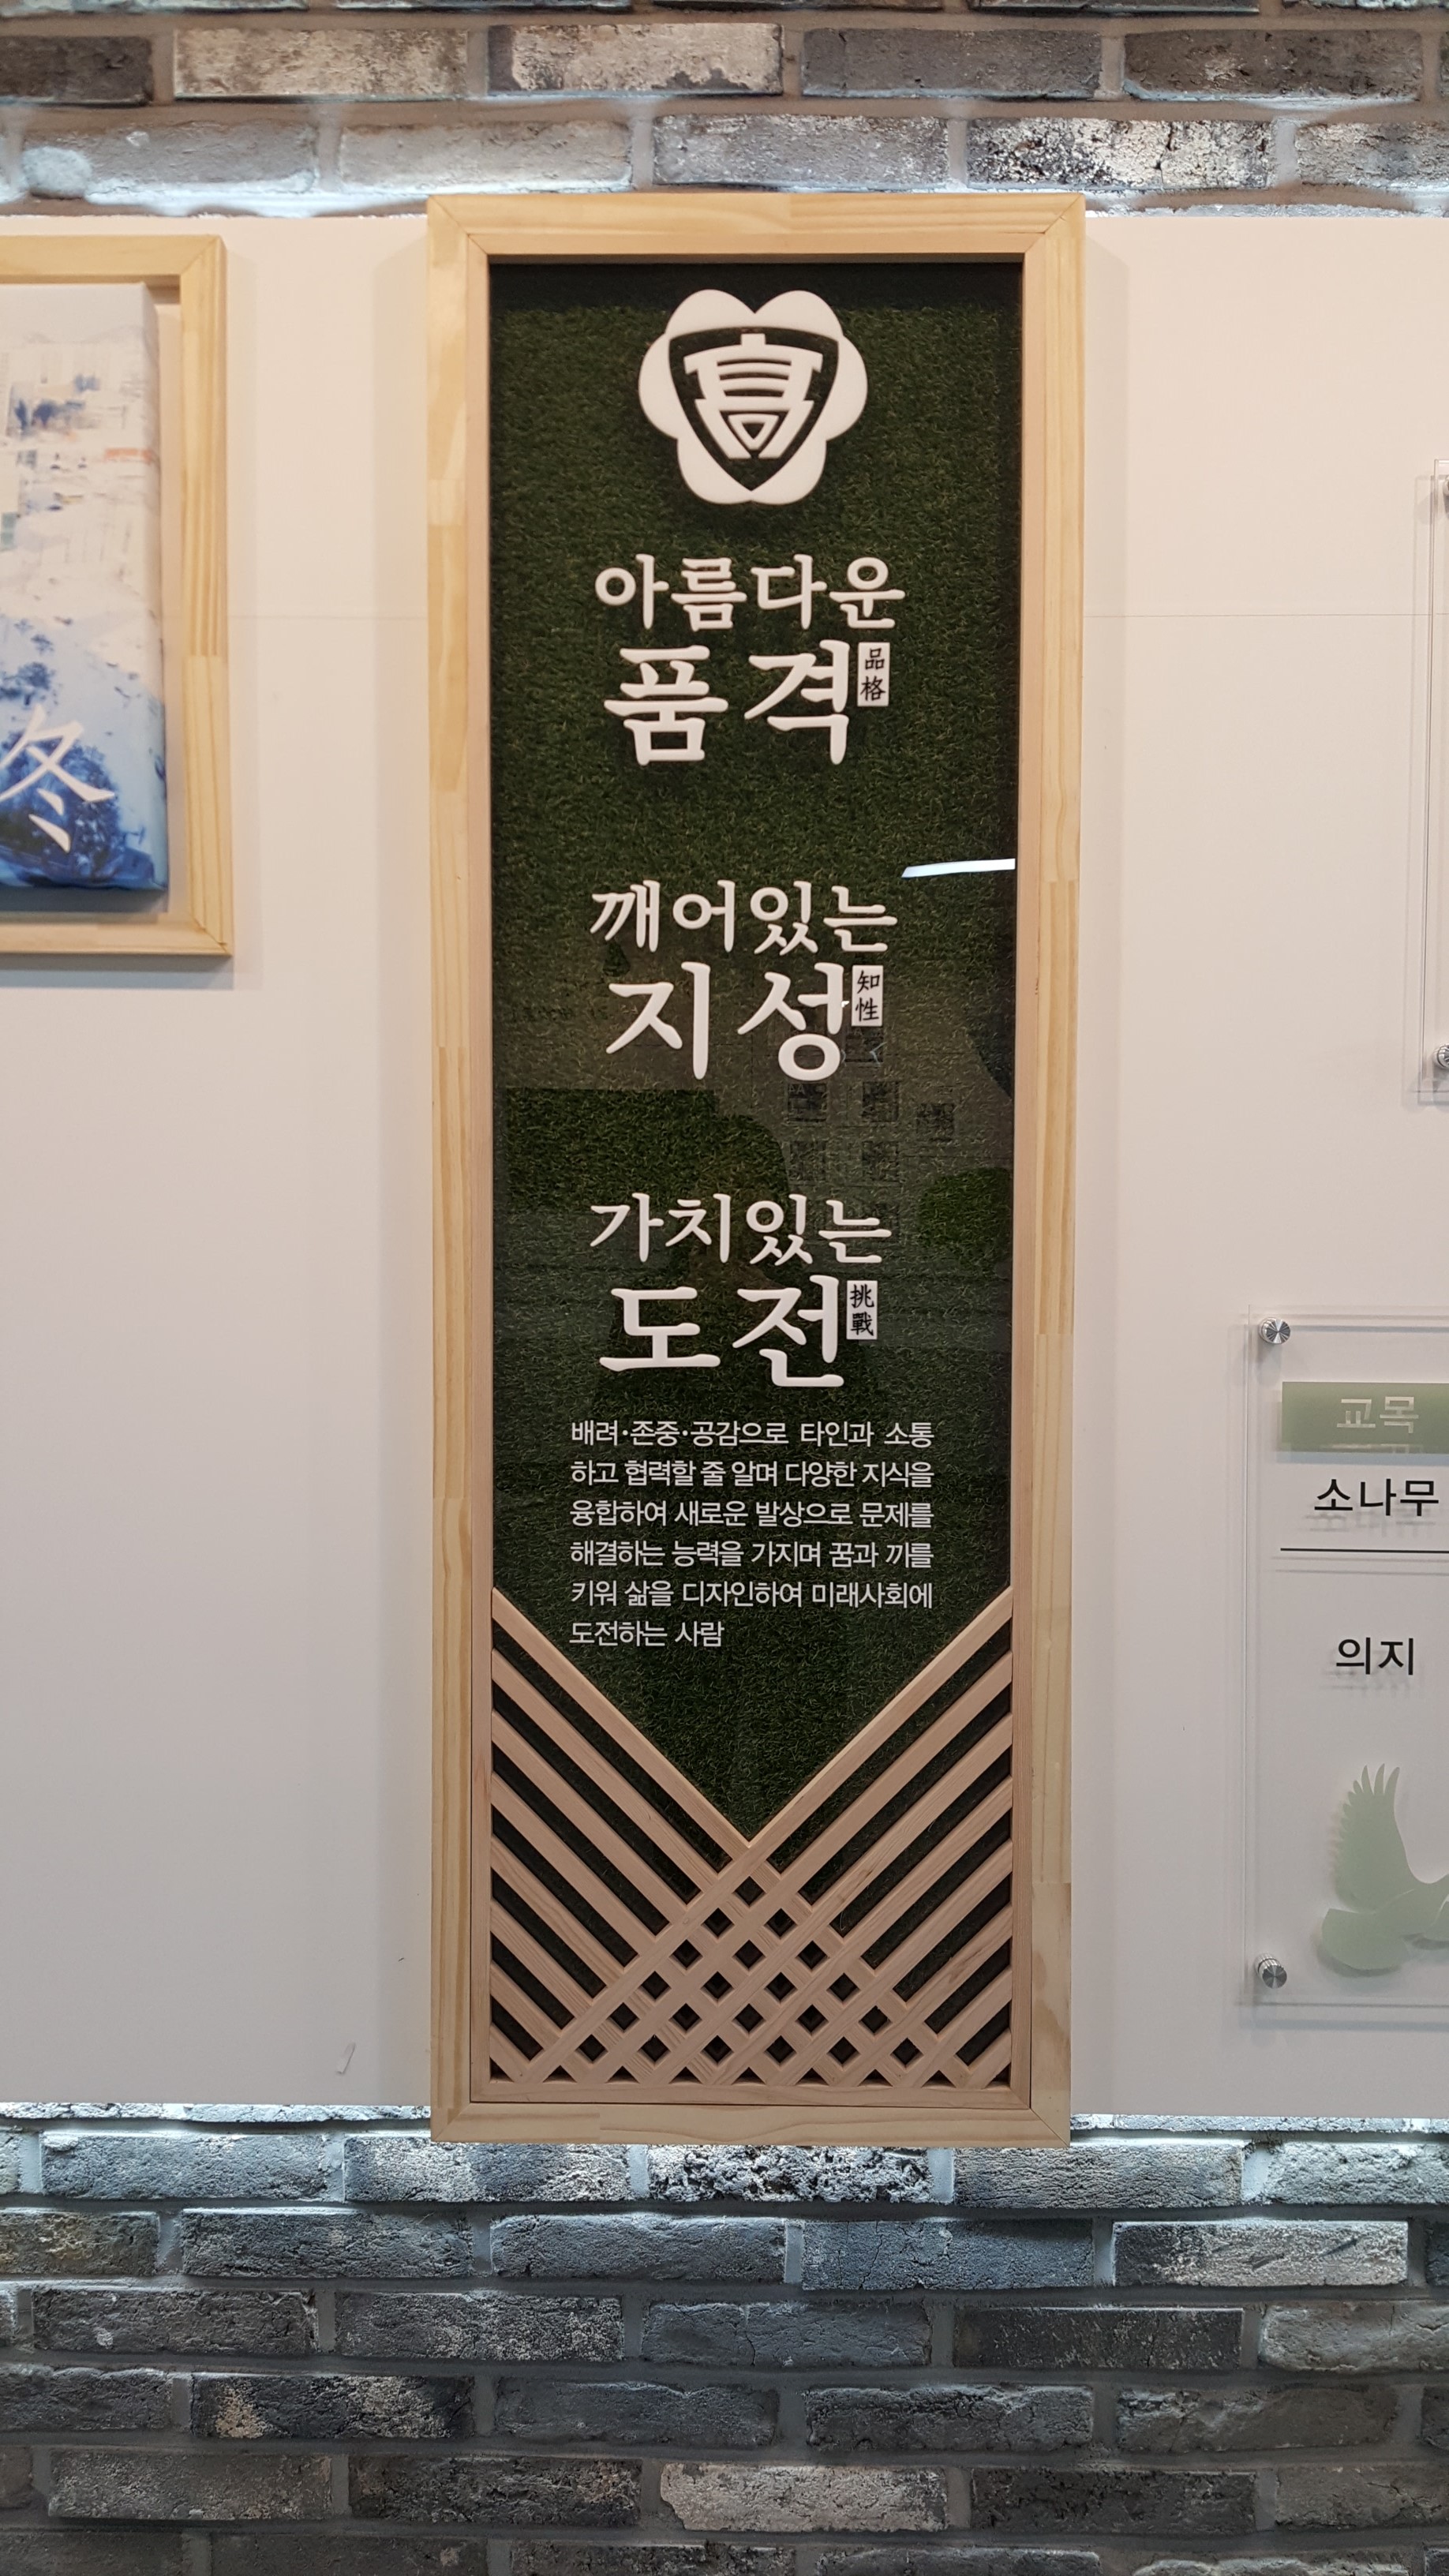 冬
高
아름다운
품격 品格
깨어있는
지성 知性
가치있는
도전 挑戰
배려·존중·공감으로 타인과 소통
하고 협력할 줄 알며 다양한 지식을
융합하여 새로운 발상으로 문제를
해결하는 능력을 가지며 꿈과 끼를
키워 삶을 디자인하여 미래사회에
도전하는 사람
교목
소나무
의지